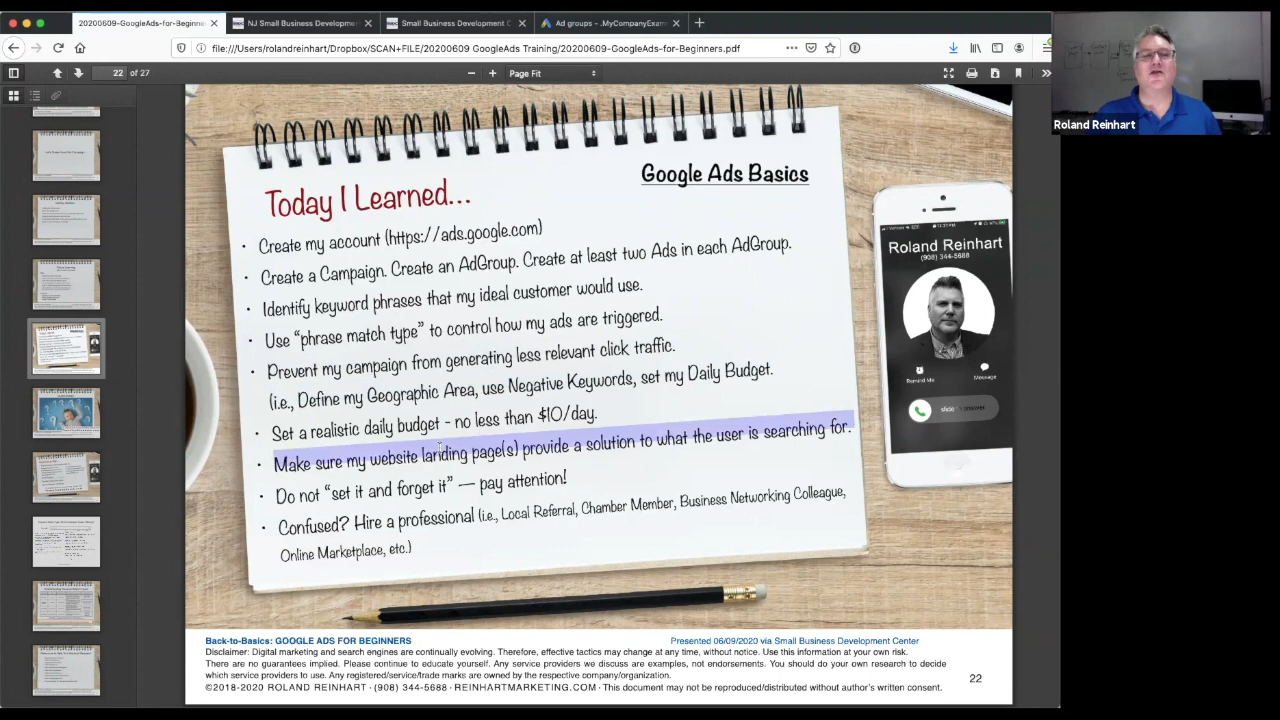 20200609-GoogleAds-for-Beginne
NJ Small Business Developme
Small Business Development C
Ad groups - .MyCompanyExam
file:///Users/rolandreinhart/Dropbox/SCAN+FILE/20200609 GoogleAds Training/20200609-GoogleAds-for-Beginners.pdf
22 of 27
Page Fit
Roland Reinhart
Google Ads Basics
Today I Learned...
• Create my account (https://ads.google.com)
• Create a Campaign. Create an AdGroup. Create at least two Ads in each AdGroup.
• Identify keyword phrases that my ideal customer would use.
• Use “phrase match type” to control how my ads are triggered.
• Prevent my campaign from generating less relevant click traffic.
(i.e., Define my Geographic Area, use Negative Keywords, set my Daily Budget.
• Set a realistic daily budget - no less than $10/day.
• Make sure my website landing page(s) provide a solution to what the user is searching for.
• Do not “set it and forget it” — pay attention!
• Confused? Hire a professional (i.e., Local Referral, Chamber Member, Business Networking Colleague,
Online Marketplace, etc.)
Roland Reinhart
(908) 344-5688
Remind Me
Message
slide answer
Back-to-Basics: GOOGLE ADS FOR BEGINNERS
Presented 06/09/2020 via Small Business Development Center
Disclaimer: Digital marketing and search engines are continually evolving. Therefore, effective tactics may change at any time, without notice. Use this information at your own risk.
There are no guarantees implied. Please continue to educate yourself. Any service providers we discuss are examples, not endorsements. You should do your own research to decide
which service providers to use. Any registered/service/trade marks are owned by the respective company/organization.
©2018-2020 ROLAND REINHART · (908) 344-5688 · REINHARTMARKETING.COM · This document may not be reproduced/distributed without author's written consent.
22